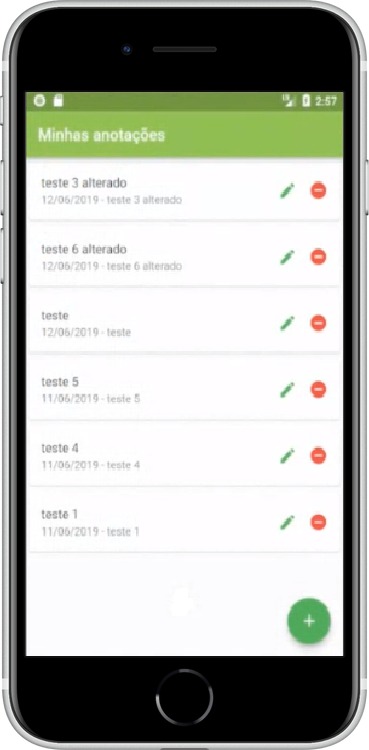 2:57
Minhas anotações
teste 3 alterado
12/06/2019 - teste 3 alterado
teste 6 alterado
12/06/2019 - teste 6 alterado
teste
12/06/2019 - teste
teste 5
11/06/2019 - teste 5
teste 4
11/06/2019 - teste 4
teste 1
11/06/2019 - teste 1